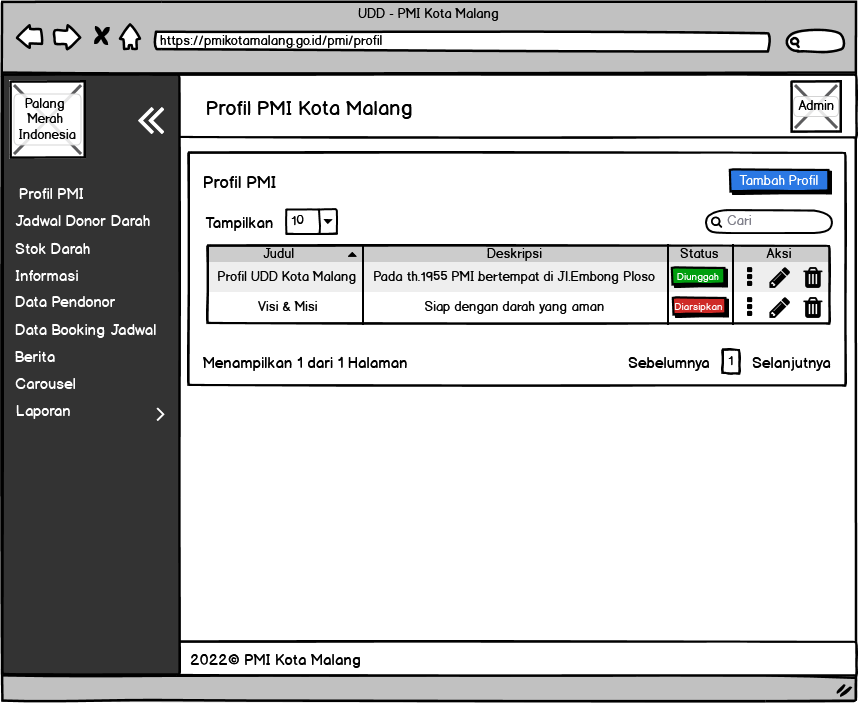 UDD - PMI Kota Malang
https://pmikotamalang.go.id/pmi/profil
Palang
Merah
Indonesia
Profil PMI Kota Malang
Admin
Profil PMI
Jadwal Donor Darah
Stok Darah
Informasi
Data Pendonor
Data Booking Jadwal
Berita
Carousel
Laporan
Profil PMI
Tambah Profil
Tampilkan 10
Cari
Judul Deskripsi Status Aksi
Profil UDD Kota Malang Pada th.1955 PMI bertempat di Jl.Embong Ploso Diunggah
Visi & Misi Siap dengan darah yang aman Diarsipkan
Menampilkan 1 dari 1 Halaman
Sebelumnya 1 Selanjutnya
2022© PMI Kota Malang